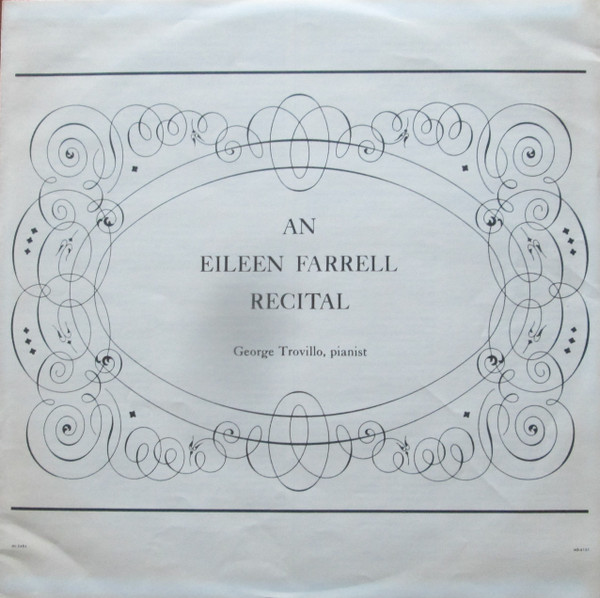 AN
EILEEN FARRELL
RECITAL
George Trovillo, pianist